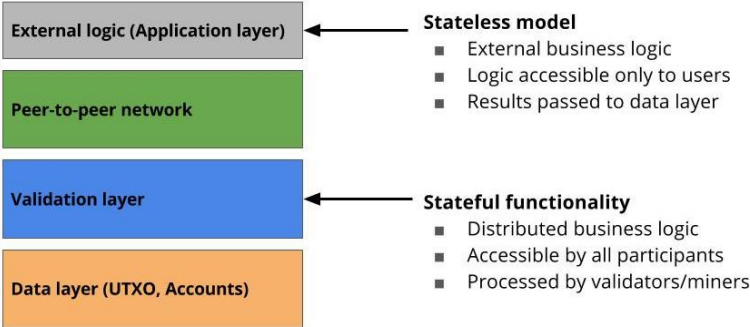 External logic (Application layer)
Peer-to-peer network
Validation layer
Data layer (UTXO, Accounts)
Stateless model
■ External business logic
■ Logic accessible only to users
■ Results passed to data layer
Stateful functionality
■ Distributed business logic
■ Accessible by all participants
■ Processed by validators/miners